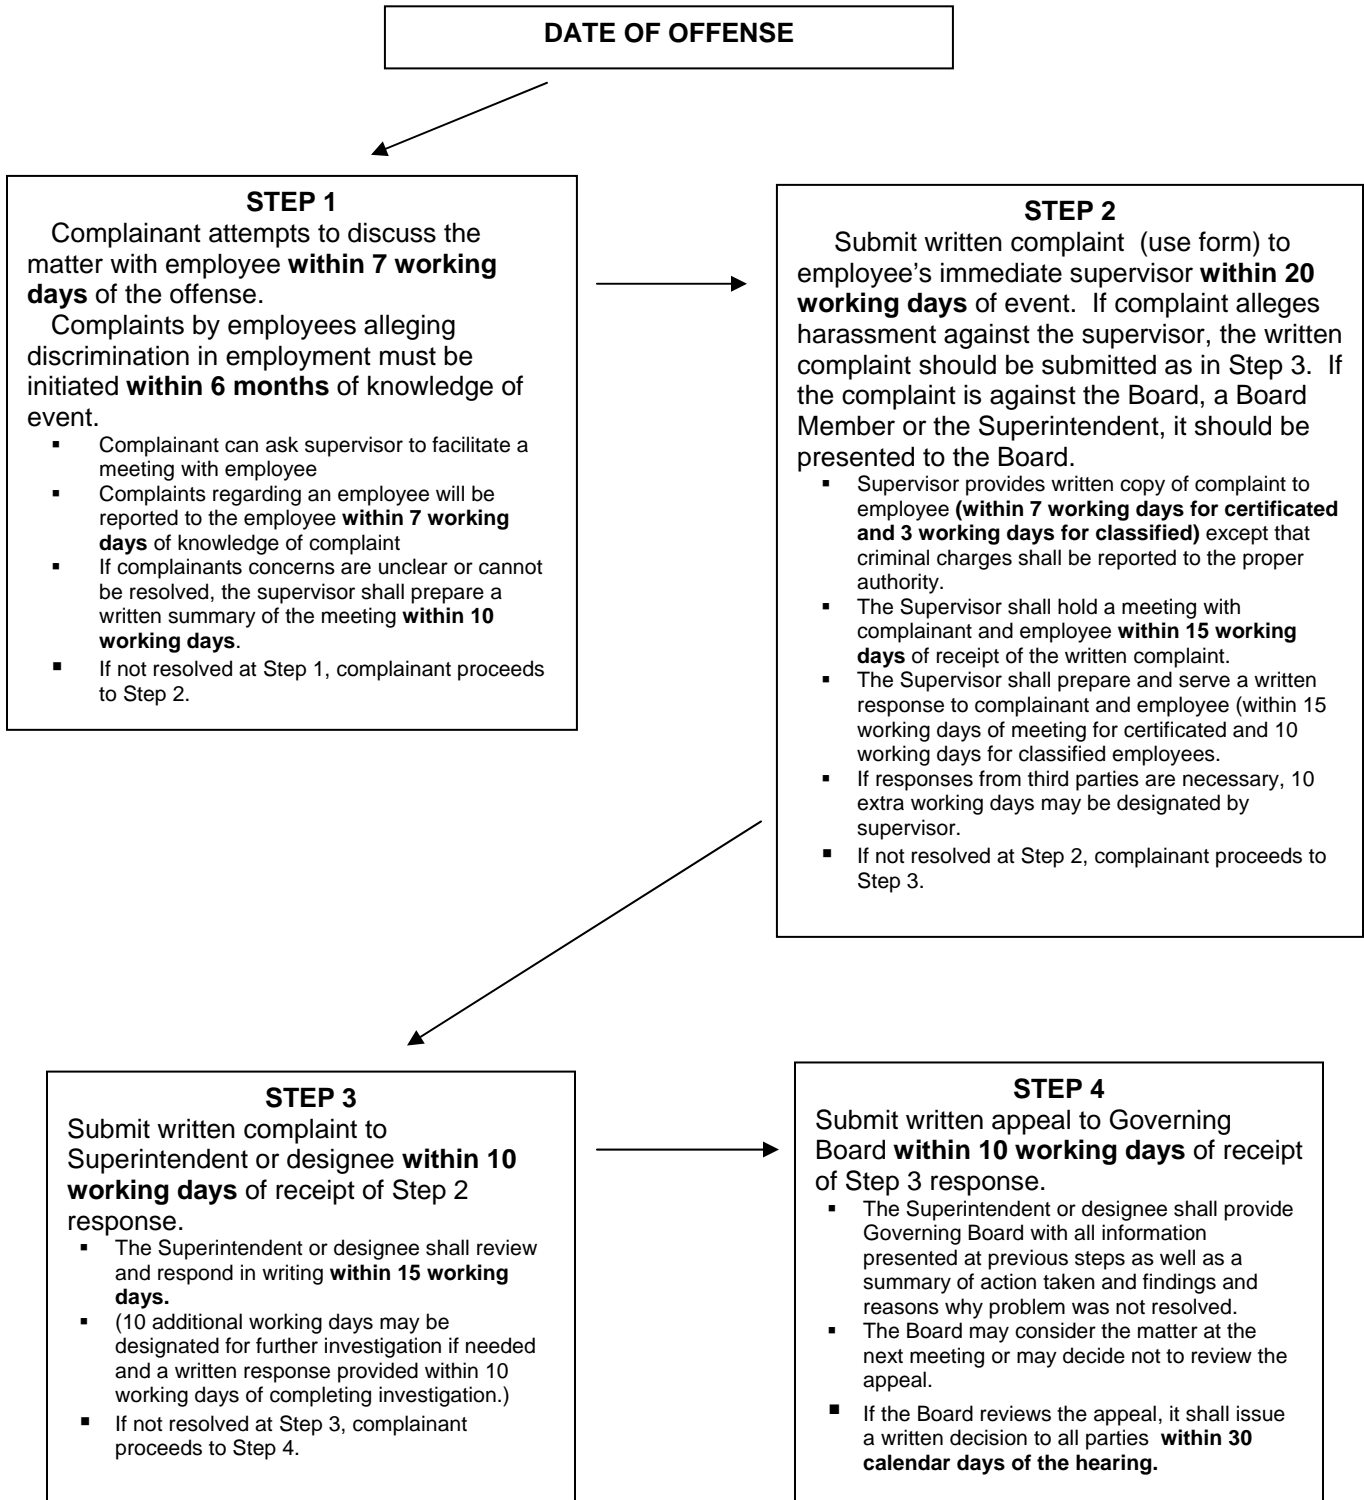 DATE OF OFFENSE
STEP 1
Complainant attempts to discuss the
matter with employee within 7 working
days of the offense.
Complaints by employees alleging
discrimination in employment must be
initiated within 6 months of knowledge of
event.
▪ Complainant can ask supervisor to facilitate a
meeting with employee
▪ Complaints regarding an employee will be
reported to the employee within 7 working
days of knowledge of complaint
▪ If complainants concerns are unclear or cannot
be resolved, the supervisor shall prepare a
written summary of the meeting within 10
working days.
▪ If not resolved at Step 1, complainant proceeds
to Step 2.
STEP 2
Submit written complaint (use form) to
employee's immediate supervisor within 20
working days of event. If complaint alleges
harassment against the supervisor, the written
complaint should be submitted as in Step 3. If
the complaint is against the Board, a Board
Member or the Superintendent, it should be
presented to the Board.
▪ Supervisor provides written copy of complaint to
employee (within 7 working days for certificated
and 3 working days for classified) except that
criminal charges shall be reported to the proper
authority.
▪ The Supervisor shall hold a meeting with
complainant and employee within 15 working
days of receipt of the written complaint.
▪ The Supervisor shall prepare and serve a written
response to complainant and employee (within 15
working days of meeting for certificated and 10
working days for classified employees.
▪ If responses from third parties are necessary, 10
extra working days may be designated by
supervisor.
▪ If not resolved at Step 2, complainant proceeds to
Step 3.
STEP 3
Submit written complaint to
Superintendent or designee within 10
working days of receipt of Step 2
response.
▪ The Superintendent or designee shall review
and respond in writing within 15 working
days.
▪ (10 additional working days may be
designated for further investigation if needed
and a written response provided within 10
working days of completing investigation.)
▪ If not resolved at Step 3, complainant
proceeds to Step 4.
STEP 4
Submit written appeal to Governing
Board within 10 working days of receipt
of Step 3 response.
▪ The Superintendent or designee shall provide
Governing Board with all information
presented at previous steps as well as a
summary of action taken and findings and
reasons why problem was not resolved.
▪ The Board may consider the matter at the
next meeting or may decide not to review the
appeal.
▪ If the Board reviews the appeal, it shall issue
a written decision to all parties within 30
calendar days of the hearing.